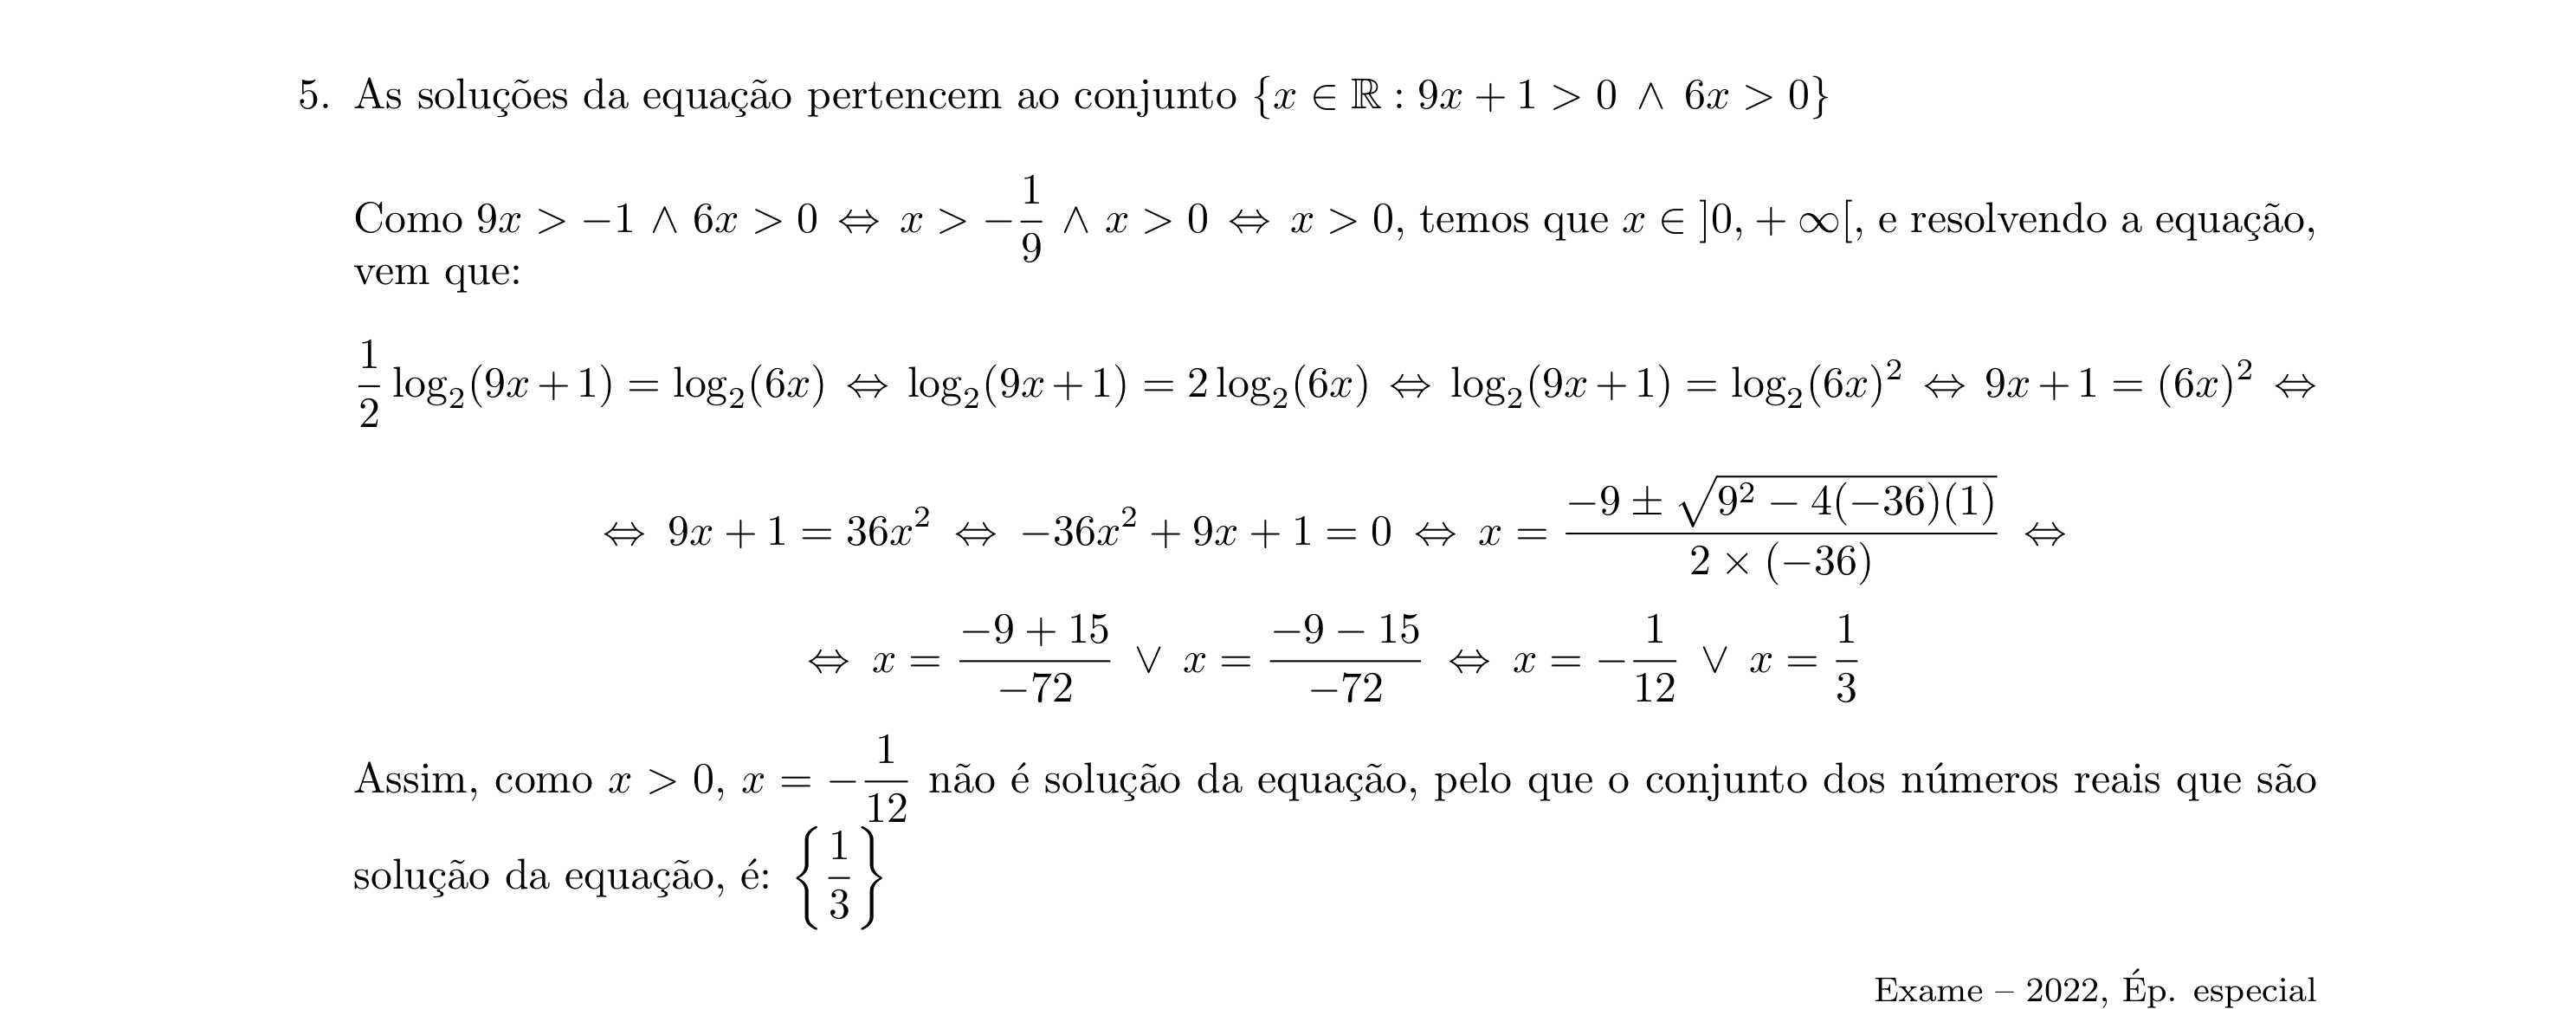 5. As soluções da equação pertencem ao conjunto {x ∈ ℝ : 9x + 1 > 0 ∧ 6x > 0}
Como 9x > −1 ∧ 6x > 0 ⇔ x > −1/9 ∧ x > 0 ⇔ x > 0, temos que x ∈ ]0, + ∞[, e resolvendo a equação,
vem que:
1/2 log₂(9x + 1) = log₂(6x) ⇔ log₂(9x + 1) = 2 log₂(6x) ⇔ log₂(9x + 1) = log₂(6x)² ⇔ 9x + 1 = (6x)² ⇔
⇔ 9x + 1 = 36x² ⇔ −36x² + 9x + 1 = 0 ⇔ x = (−9 ± √(9² − 4(−36)(1)))/(2 × (−36)) ⇔
⇔ x = (−9 + 15)/(−72) ∨ x = (−9 − 15)/(−72) ⇔ x = −1/12 ∨ x = 1/3
Assim, como x > 0, x = −1/12 não é solução da equação, pelo que o conjunto dos números reais que são
solução da equação, é: {1/3}
Exame – 2022, Ép. especial